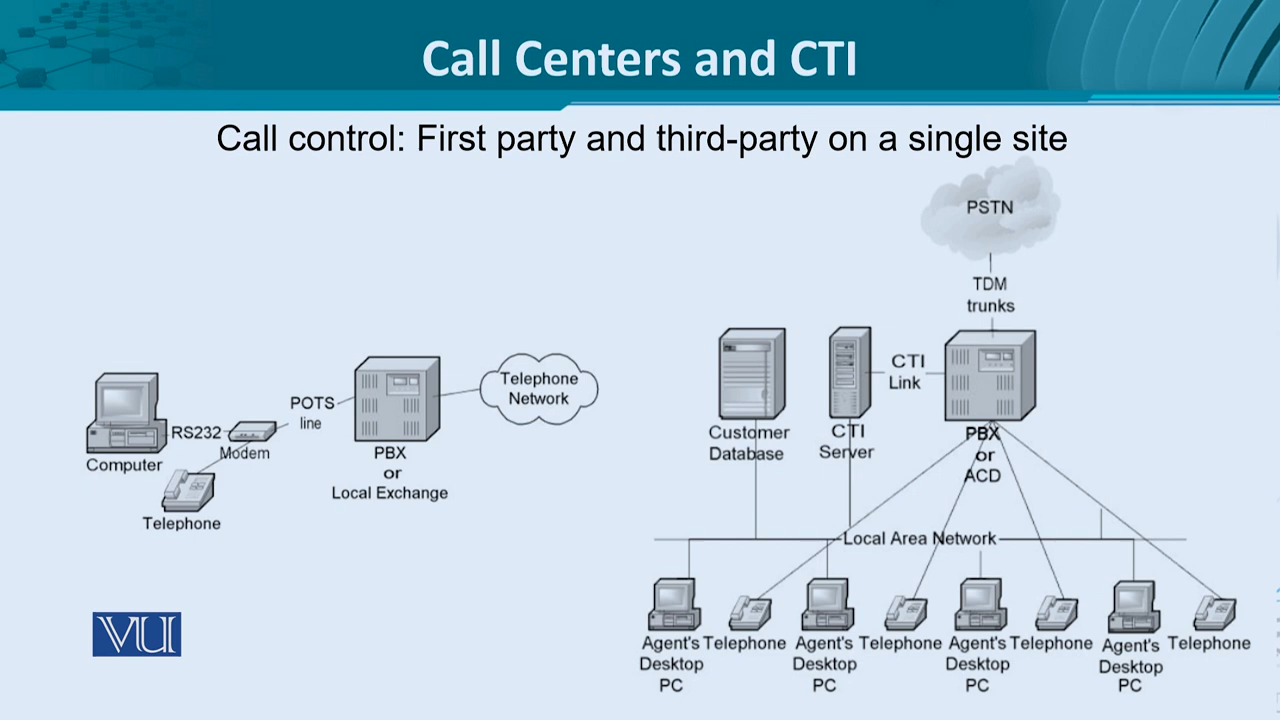 Call Centers and CTI
Call control: First party and third-party on a single site
PSTN
TDM
trunks
Telephone
Network
POTS
line
RS232
Modem
Computer
Telephone
PBX
or
Local Exchange
CTI
Link
Customer
Database
CTI
Server
PBX
or
ACD
Local Area Network
Agent's
Desktop
PC
Telephone
Agent's
Desktop
PC
Telephone
Agent's
Desktop
PC
Telephone
Agent's
Desktop
PC
Telephone
VU